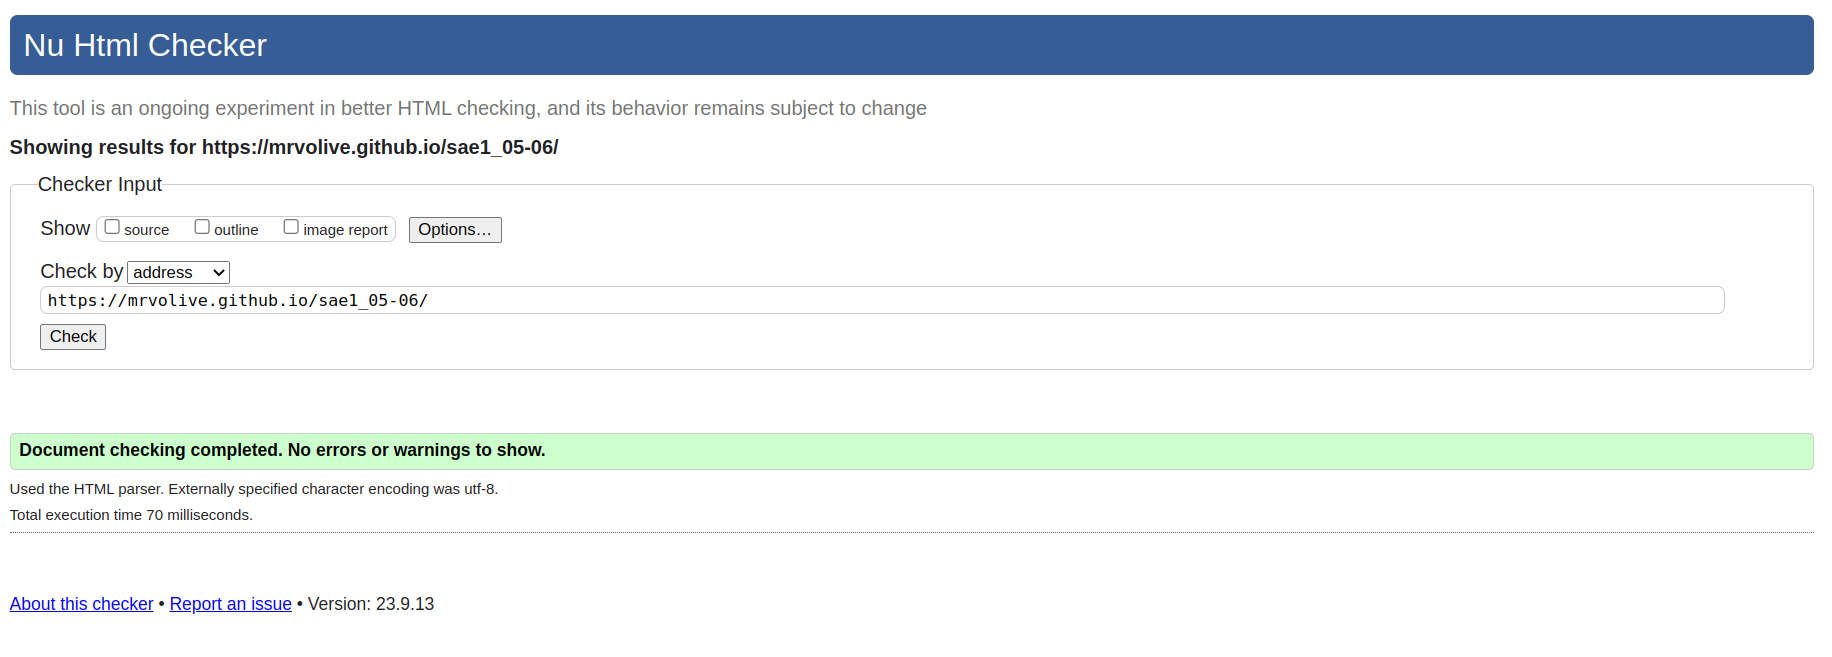 Nu Html Checker
This tool is an ongoing experiment in better HTML checking, and its behavior remains subject to change
Showing results for https://mrvolive.github.io/sae1_05-06/
Checker Input
Show source outline image report Options…
Check by address
https://mrvolive.github.io/sae1_05-06/
Check
Document checking completed. No errors or warnings to show.
Used the HTML parser. Externally specified character encoding was utf-8.
Total execution time 70 milliseconds.
About this checker • Report an issue • Version: 23.9.13